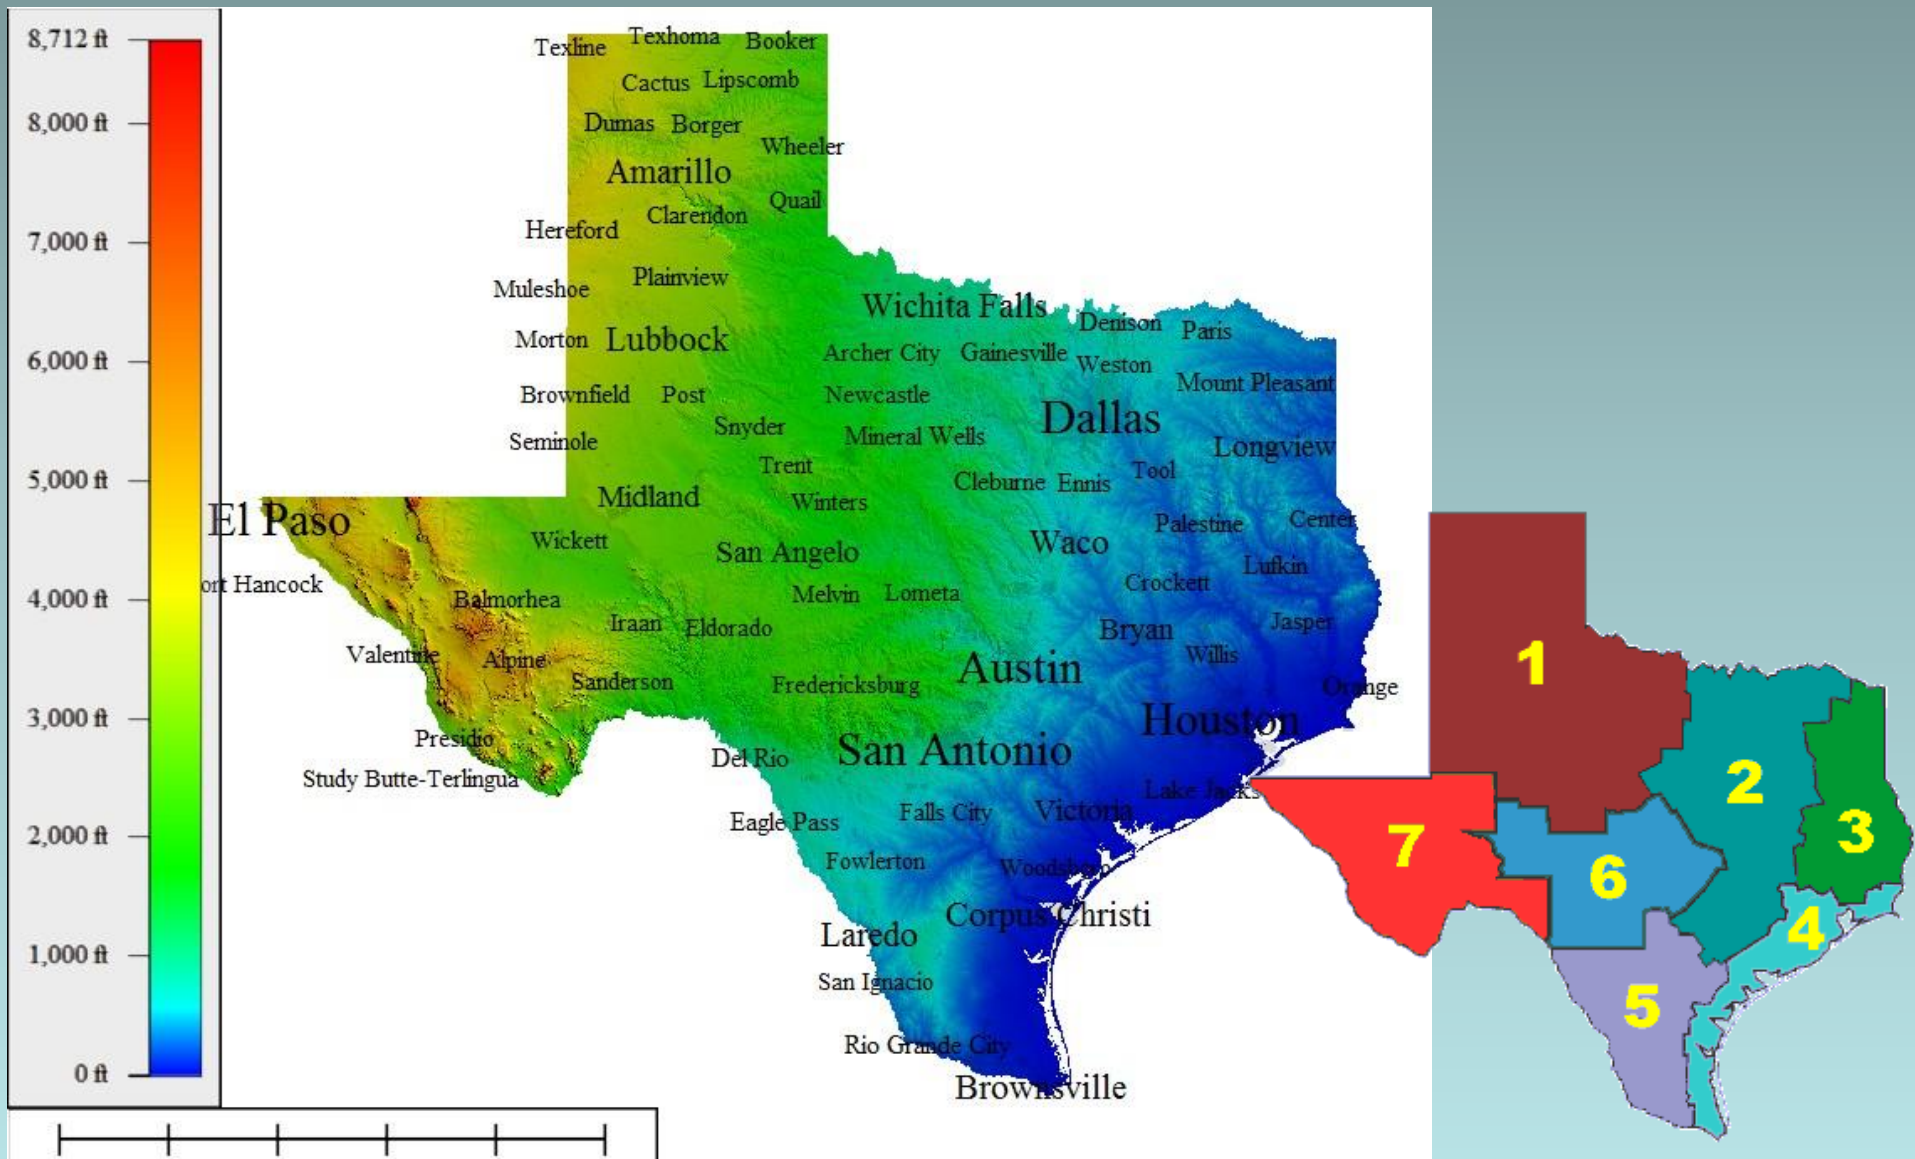 8,712 ft
8,000 ft
7,000 ft
6,000 ft
5,000 ft
4,000 ft
3,000 ft
2,000 ft
1,000 ft
0 ft
Texline
Texhoma
Booker
Cactus
Lipscomb
Dumas
Borger
Wheeler
Amarillo
Quail
Clarendon
Hereford
Plainview
Muleshoe
Wichita Falls
Denison
Paris
Morton
Lubbock
Archer City
Gainesville
Weston
Mount Pleasant
Brownfield
Post
Newcastle
Dallas
Snyder
Mineral Wells
Seminole
Longview
Trent
Tool
Cleburne
Ennis
Midland
Winters
El Paso
Palestine
Center
Wickett
San Angelo
Waco
Lufkin
ort Hancock
Crockett
Balmorhea
Melvin
Lometa
Iraan
Eldorado
Bryan
Jasper
Valentine
Alpine
Willis
Austin
Sanderson
Fredericksburg
Orange
Houston
Presidio
Del Rio
San Antonio
Study Butte-Terlingua
Lake Jacks
Eagle Pass
Falls City
Victoria
Fowlerton
Woodsboro
Corpus Christi
Laredo
San Ignacio
Rio Grande City
Brownsville
1
2
3
7
6
4
5